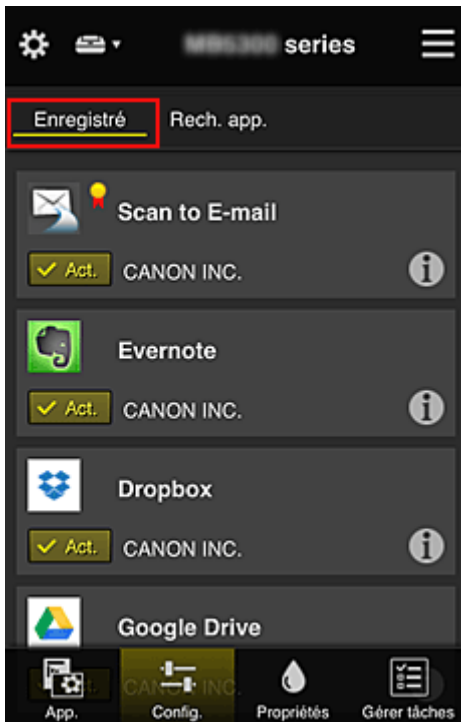 series
Enregistré Rech. app.
Scan to E-mail
Act. CANON INC.
Evernote
Act. CANON INC.
Dropbox
Act. CANON INC.
Google Drive
App. Config. Propriétés Gérer tâches